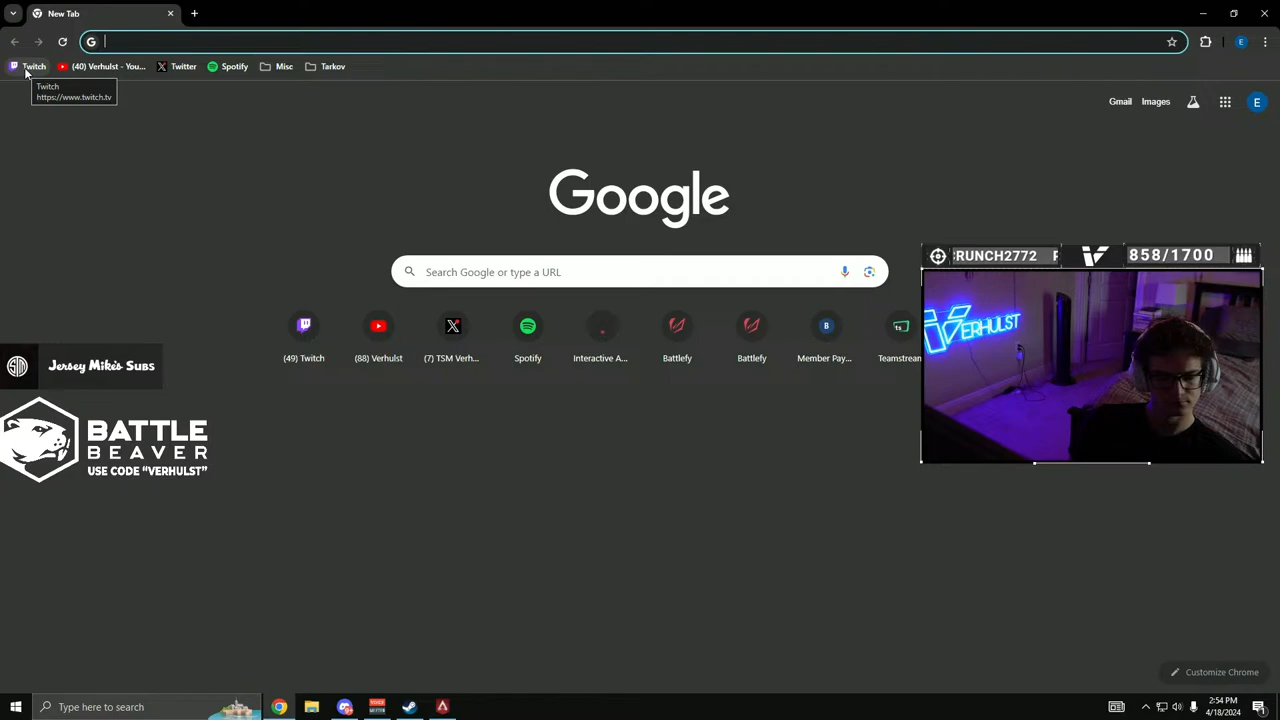 New Tab
Twitch
(40) Verhulst - You...
Twitter
Spotify
Misc
Tarkov
Twitch
https://www.twitch.tv
Gmail
Images
E
E
Google
Search Google or type a URL
RUNCH2772
858/1700
VERHULST
(49) Twitch
(88) Verhulst
(7) TSM Verh...
Spotify
Interactive A...
Battlefy
Battlefy
B
Member Pay...
ts
Teamstrean
TSM
Jersey Mike's Subs
BATTLE
BEAVER
USE CODE "VERHULST"
Customize Chrome
Type here to search
2:54 PM
4/18/2024